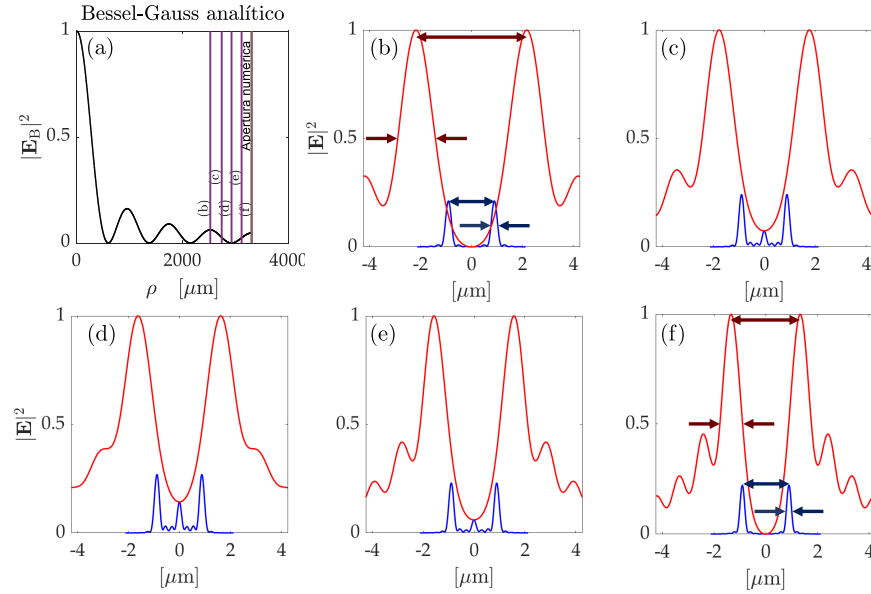 Bessel-Gauss analítico
(a)
1
0.5
0
|E_B|²
0 2000 4000
ρ [μm]
(b)
(c)
(d)
(e)
(f)
Apertura numerica
(b)
1
0.5
0
|E|²
-4 -2 0 2 4
[μm]
(c)
1
0.5
0
-4 -2 0 2 4
[μm]
(d)
1
0.5
0
|E|²
-4 -2 0 2 4
[μm]
(e)
1
0.5
0
-4 -2 0 2 4
[μm]
(f)
1
0.5
0
-4 -2 0 2 4
[μm]